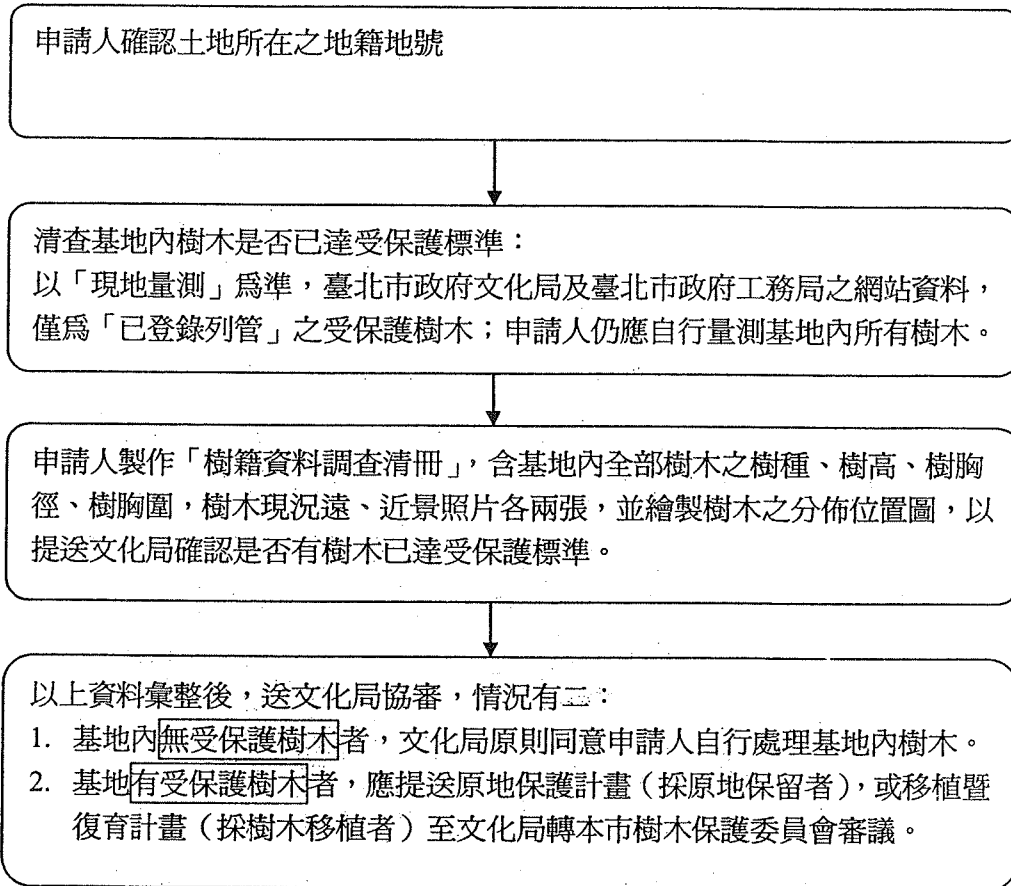 申請人確認土地所在之地籍地號
清查基地內樹木是否已達受保護標準：
以「現地量測」為準，臺北市政府文化局及臺北市政府工務局之網站資料，
僅為「已登錄列管」之受保護樹木；申請人仍應自行量測基地內所有樹木。
申請人製作「樹籍資料調查清冊」，含基地內全部樹木之樹種、樹高、樹胸
徑、樹胸圍，樹木現況遠、近景照片各兩張，並繪製樹木之分佈位置圖，以
提送文化局確認是否有樹木已達受保護標準。
以上資料彙整後，送文化局協審，情況有二：
1. 基地內無受保護樹木者，文化局原則同意申請人自行處理基地內樹木。
2. 基地有受保護樹木者，應提送原地保護計畫（採原地保留者），或移植暨
復育計畫（採樹木移植者）至文化局轉本市樹木保護委員會審議。